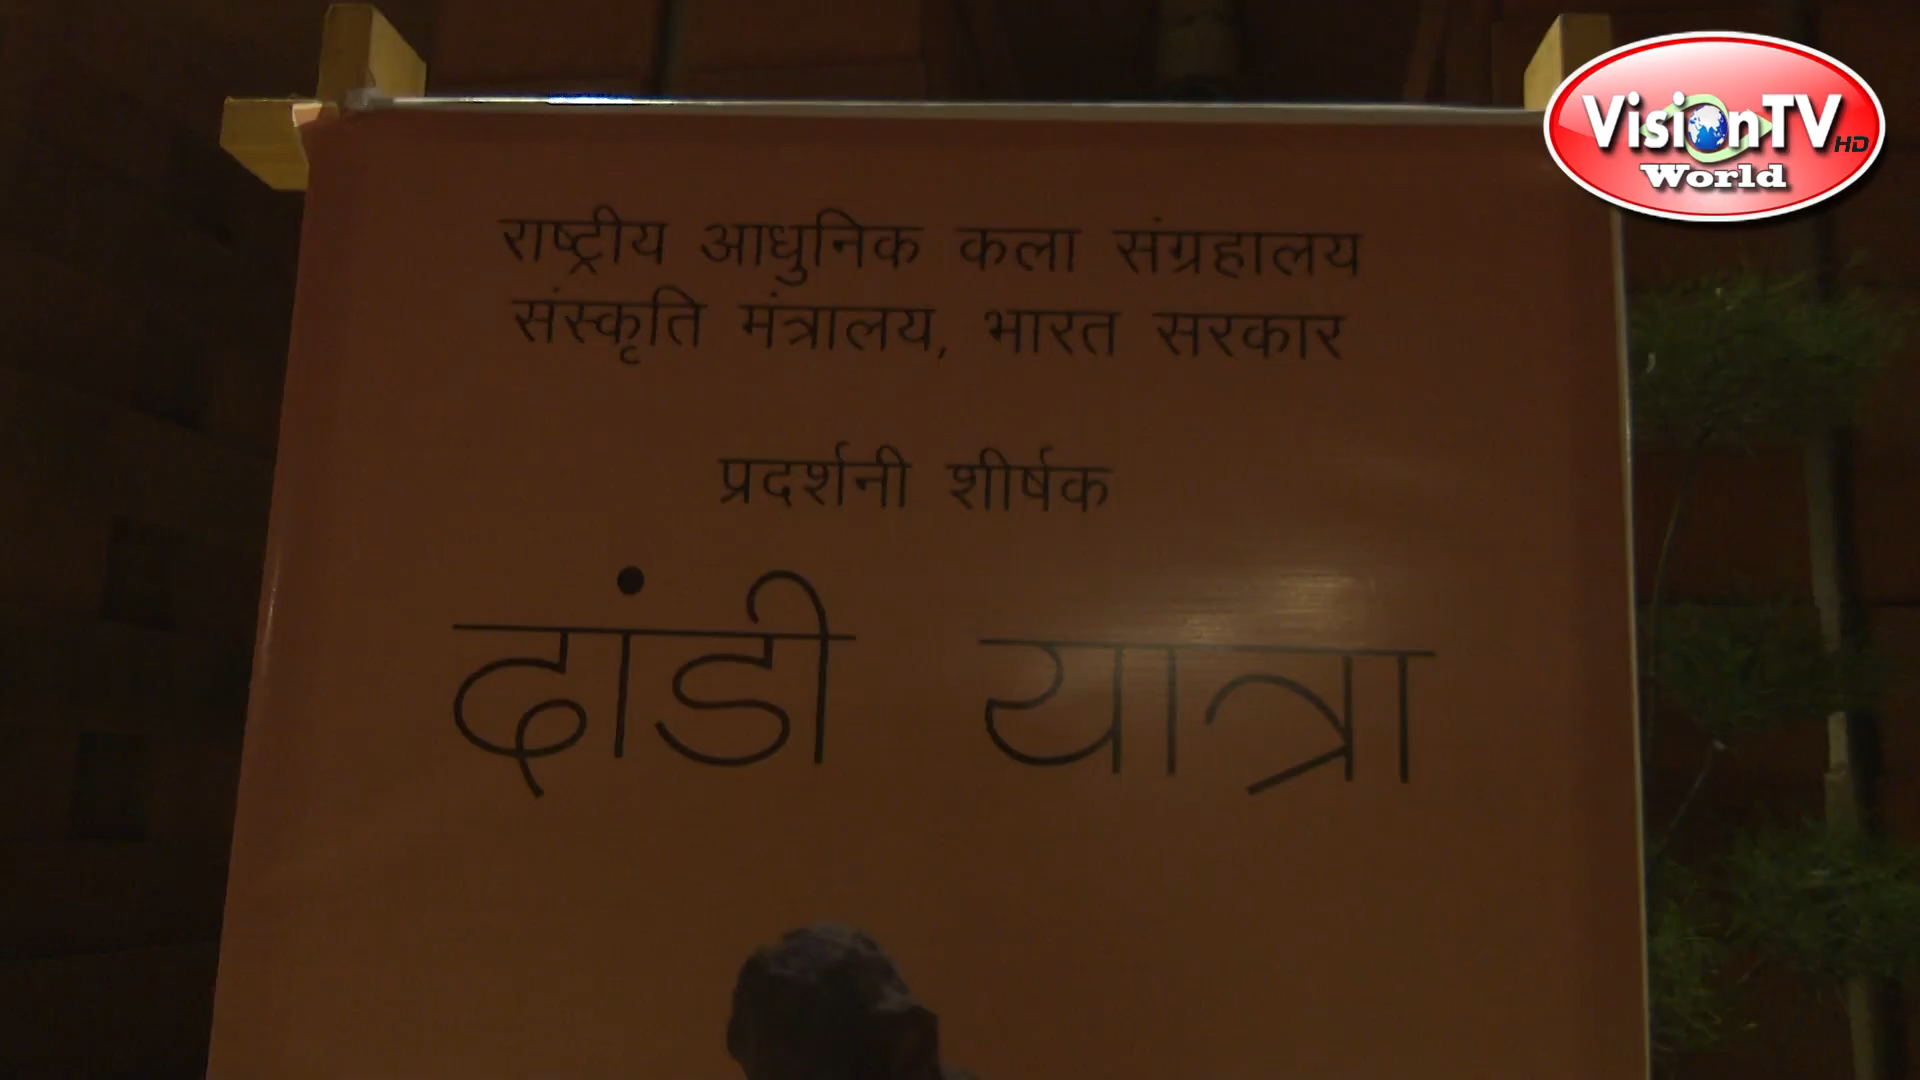 VisionTV HD
World
राष्ट्रीय आधुनिक कला संग्रहालय
संस्कृति मंत्रालय, भारत सरकार
प्रदर्शनी शीर्षक
दांडी यात्रा